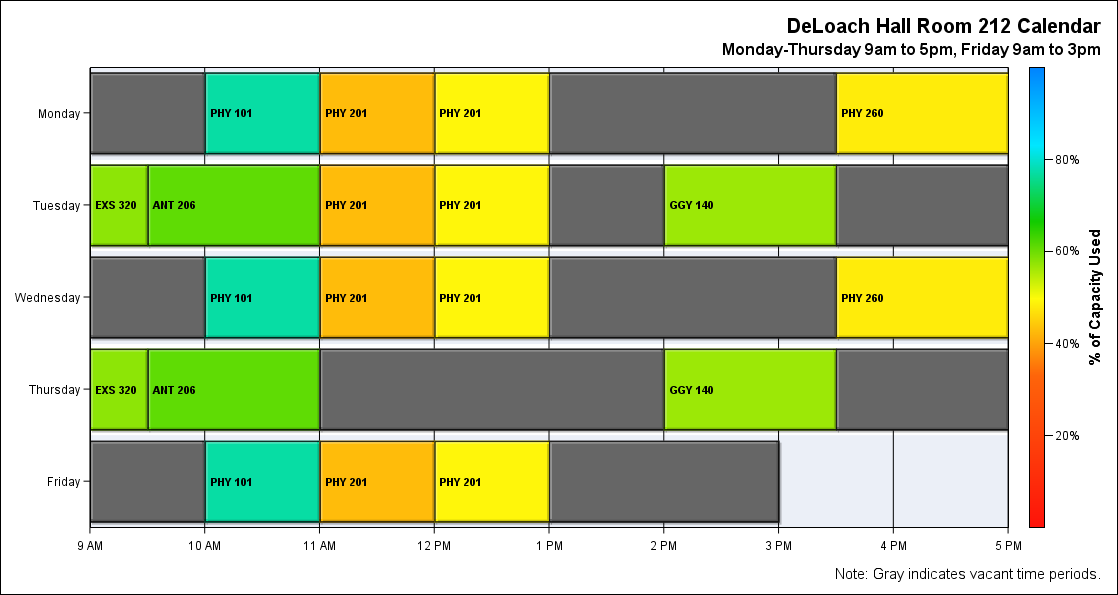 DeLoach Hall Room 212 Calendar
Monday-Thursday 9am to 5pm, Friday 9am to 3pm
Monday
PHY 101
PHY 201
PHY 201
PHY 260
Tuesday
EXS 320
ANT 206
PHY 201
PHY 201
GGY 140
Wednesday
PHY 101
PHY 201
PHY 201
PHY 260
Thursday
EXS 320
ANT 206
GGY 140
Friday
PHY 101
PHY 201
PHY 201
9 AM
10 AM
11 AM
12 PM
1 PM
2 PM
3 PM
4 PM
5 PM
80%
60%
40%
20%
% of Capacity Used
Note: Gray indicates vacant time periods.